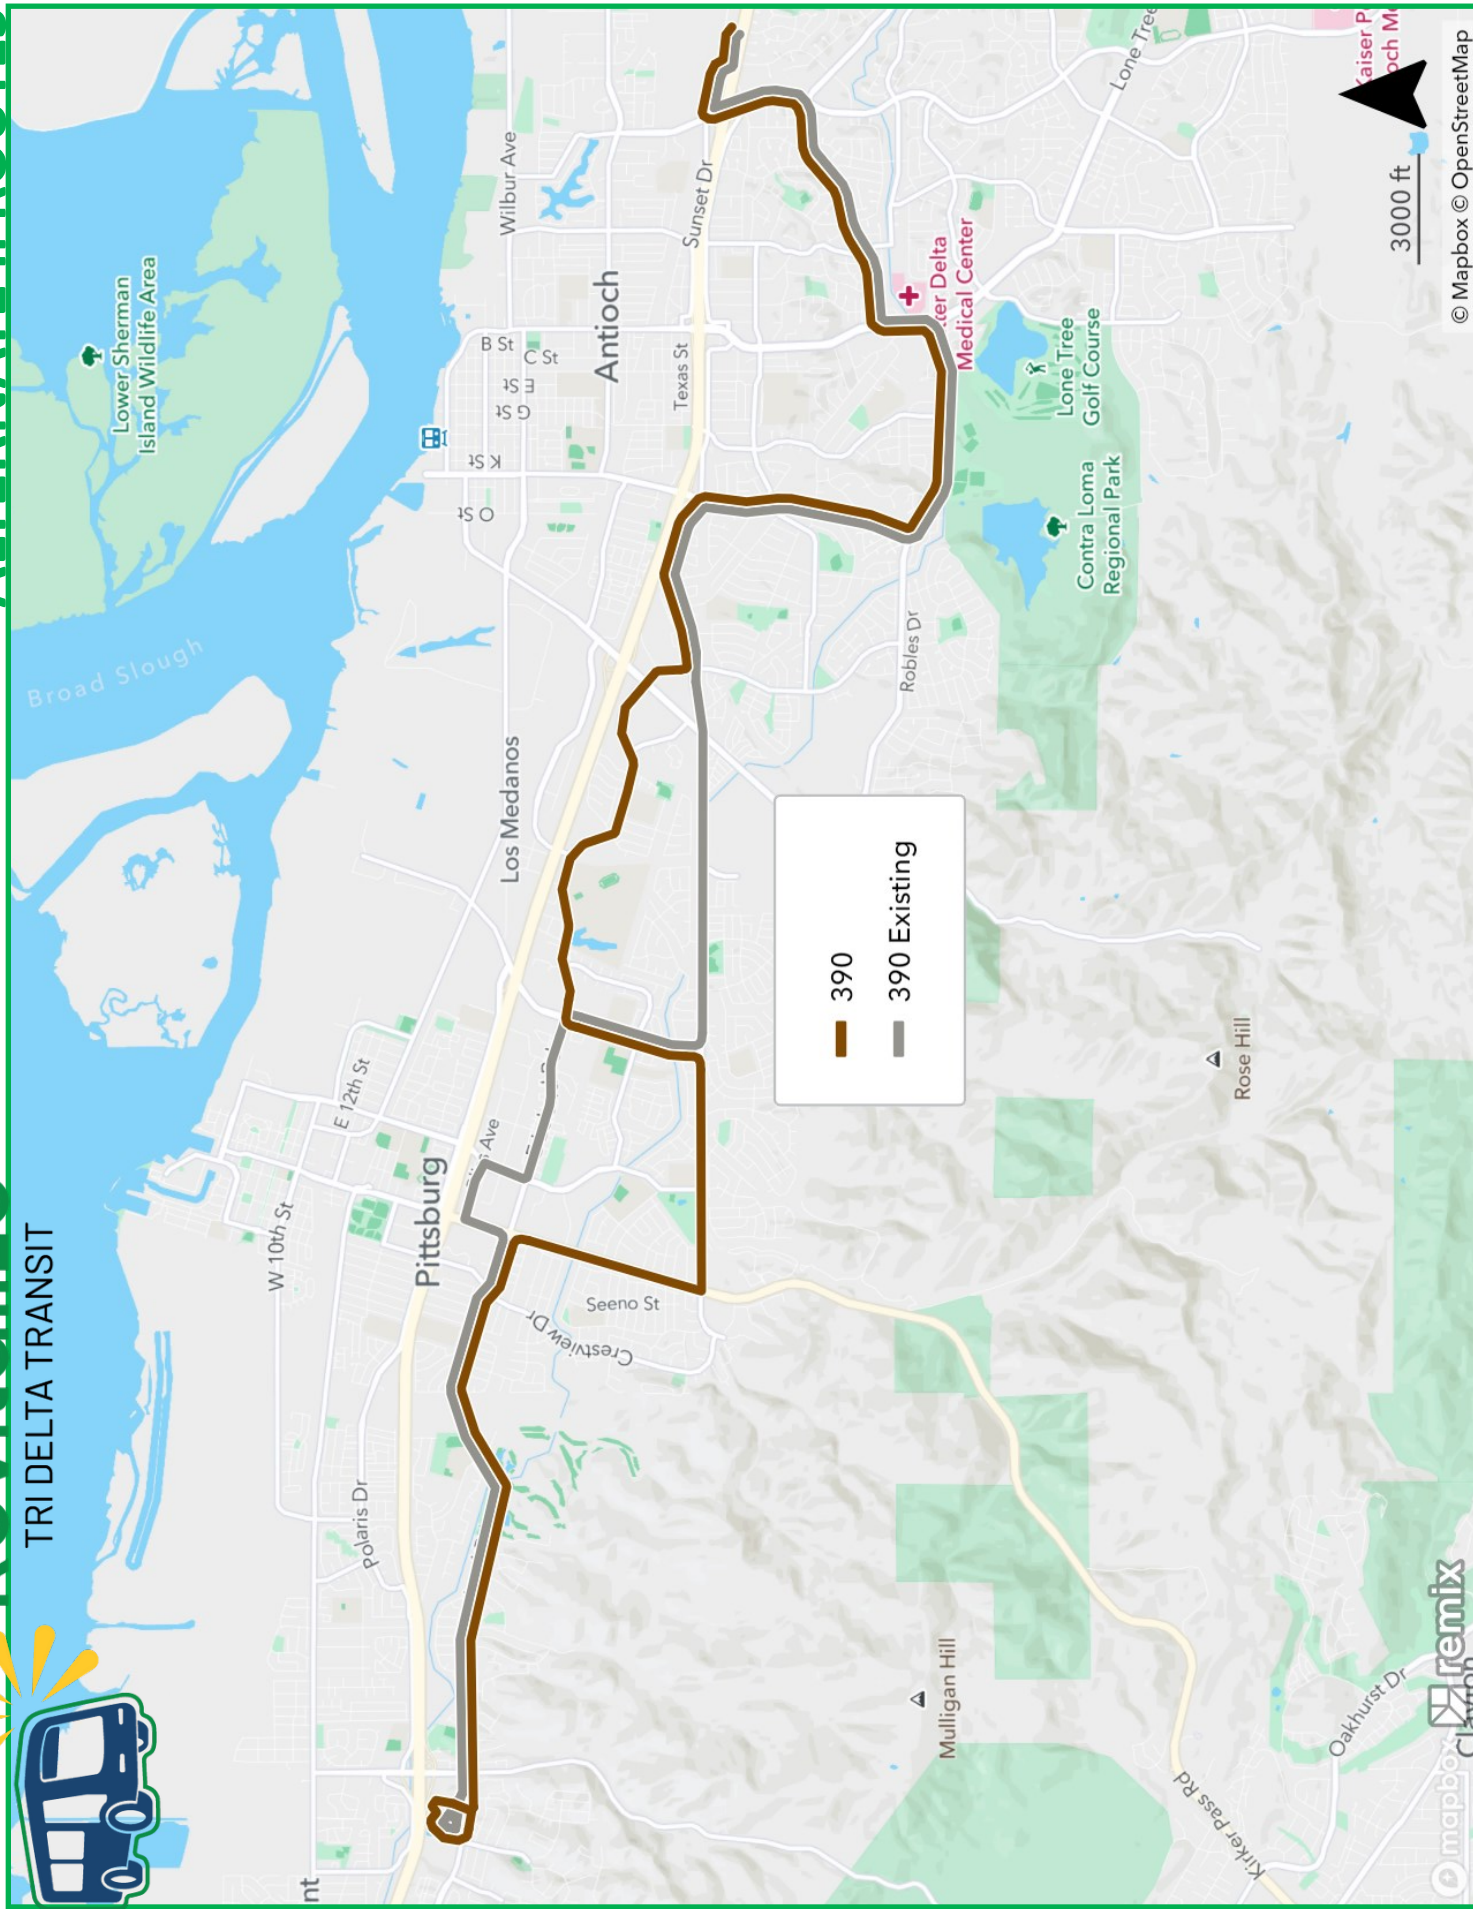 TRI DELTA TRANSIT
Lower Sherman
Island Wildlife Area
Broad Slough
W 10th St
E 12th St
Polaris Dr
Pittsburg
Los Medanos
Wilbur Ave
B St
C St
E St
G St
K St
O St
Antioch
Texas St
Sunset Dr
Ave
Crestview Dr
Seeno St
Robles Dr
Medical Center
Lone Tree
Golf Course
Contra Loma
Regional Park
Lone Tree
390
390 Existing
Mulligan Hill
Rose Hill
Kirker Pass Rd
Oakhurst Dr
3000 ft
mapbox
remix
© Mapbox © OpenStreetMap